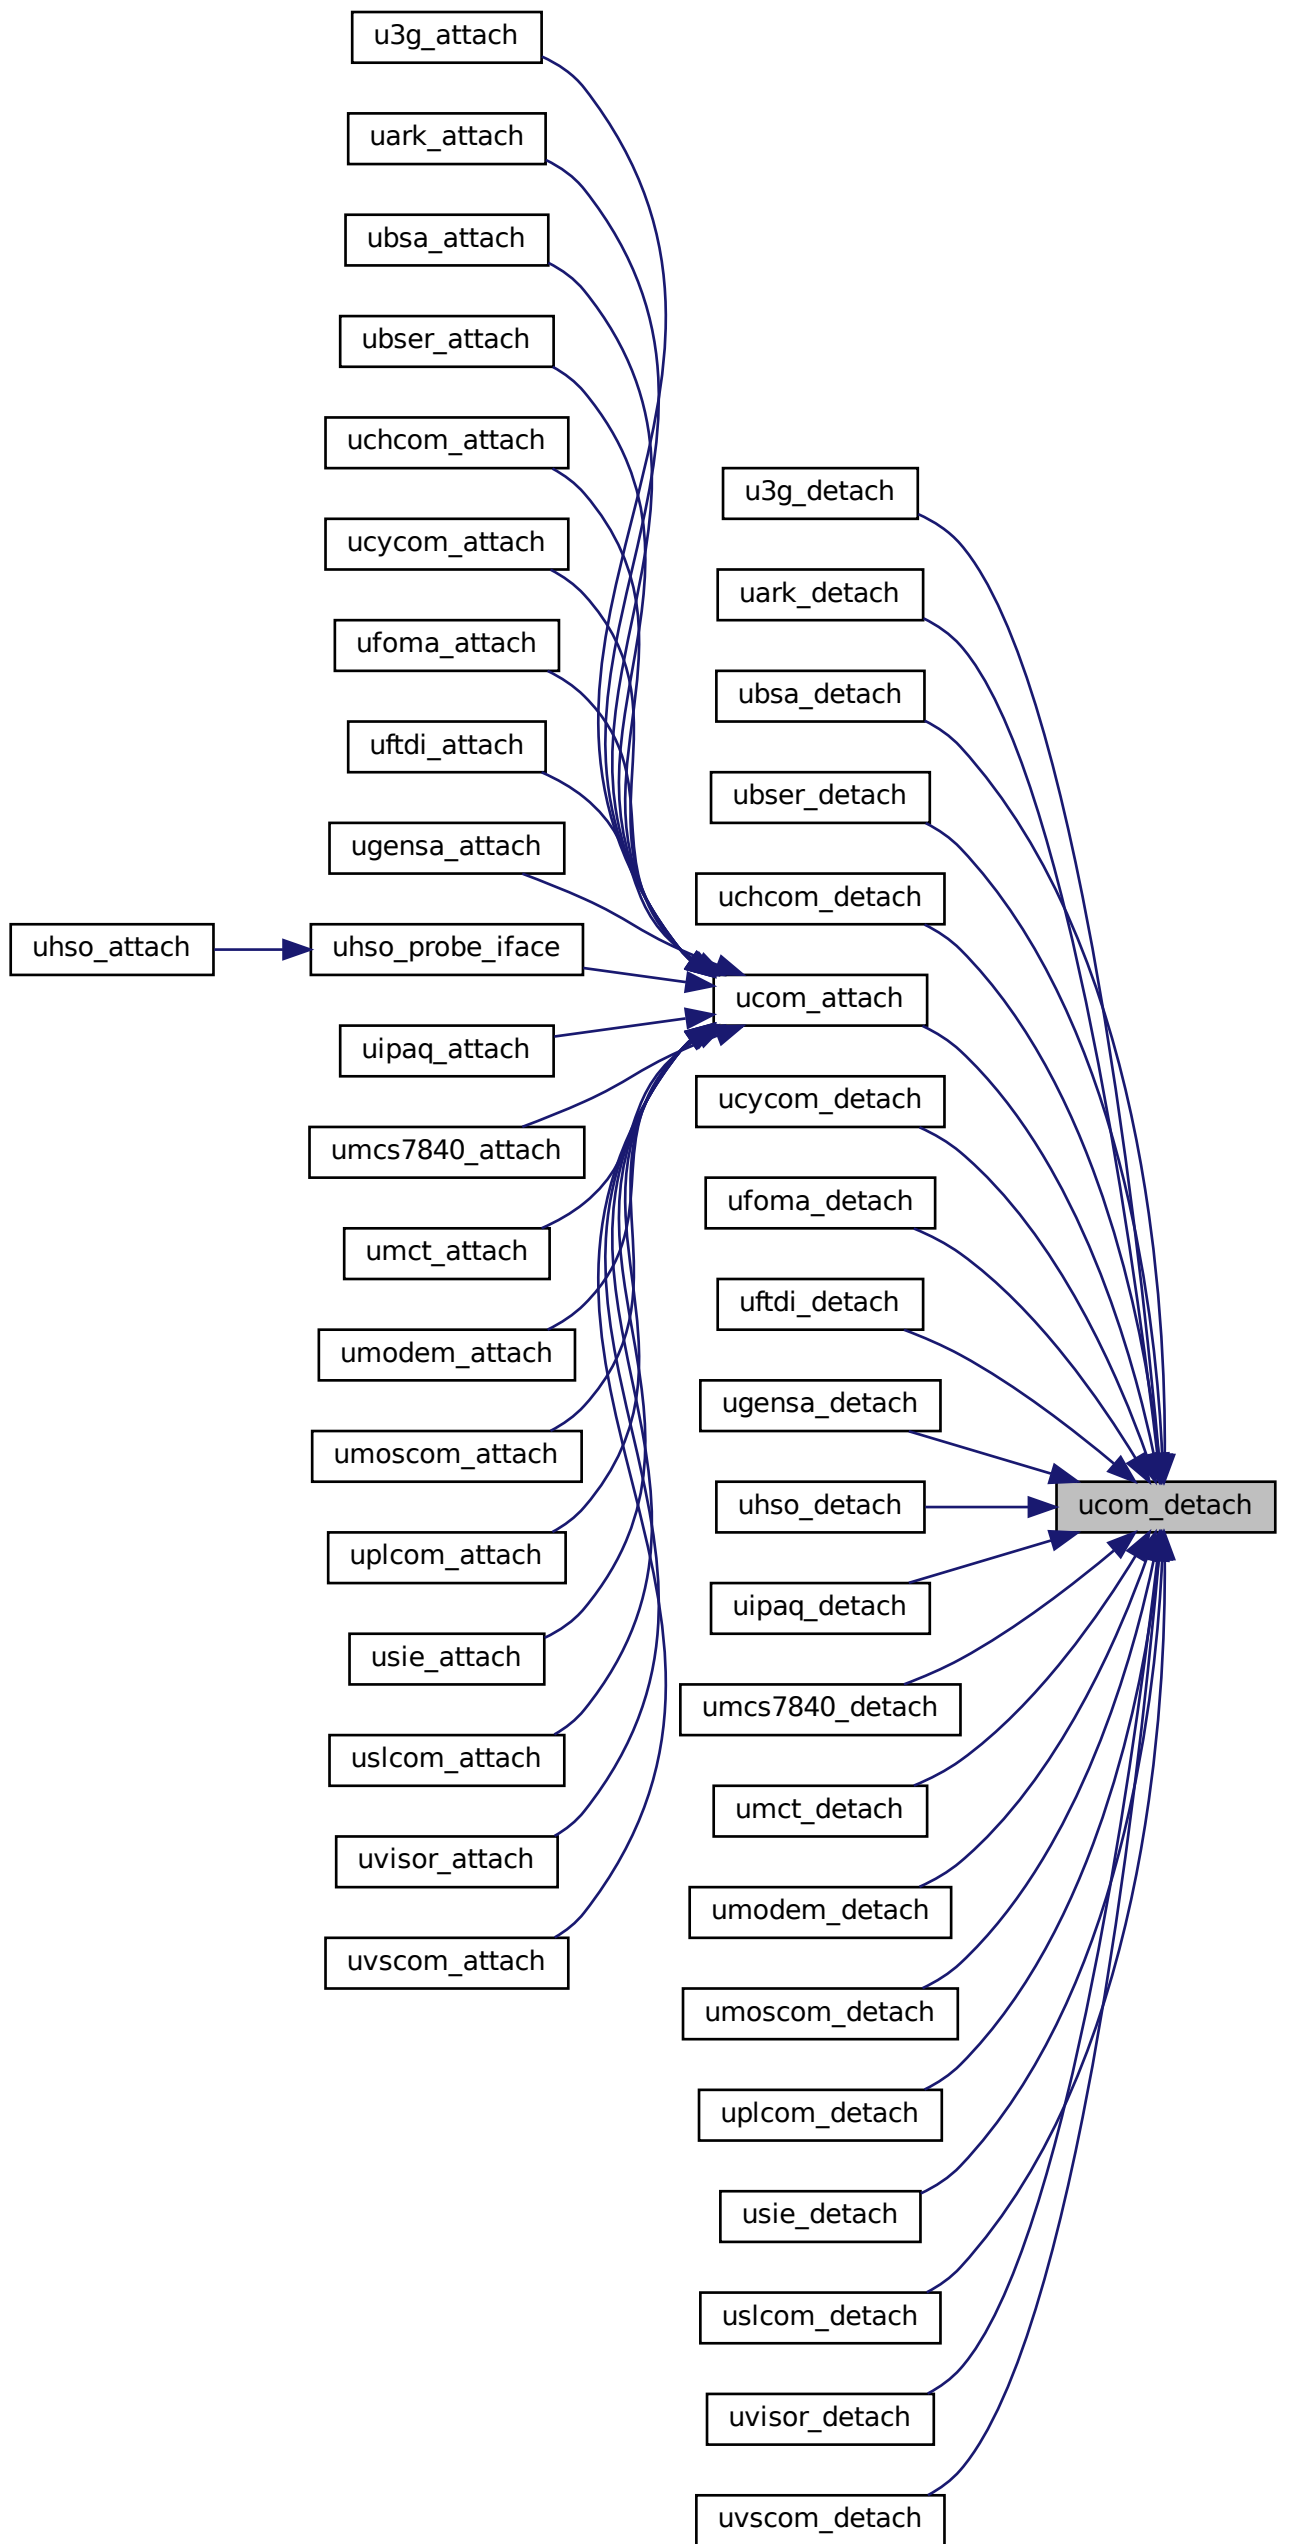 u3g_attach
uark_attach
ubsa_attach
ubser_attach
uchcom_attach
ucycom_attach
ufoma_attach
uftdi_attach
ugensa_attach
uhso_attach
uhso_probe_iface
uipaq_attach
umcs7840_attach
umct_attach
umodem_attach
umoscom_attach
uplcom_attach
usie_attach
uslcom_attach
uvisor_attach
uvscom_attach
u3g_detach
uark_detach
ubsa_detach
ubser_detach
uchcom_detach
ucom_attach
ucycom_detach
ufoma_detach
uftdi_detach
ugensa_detach
uhso_detach
uipaq_detach
umcs7840_detach
umct_detach
umodem_detach
umoscom_detach
uplcom_detach
usie_detach
uslcom_detach
uvisor_detach
uvscom_detach
ucom_detach